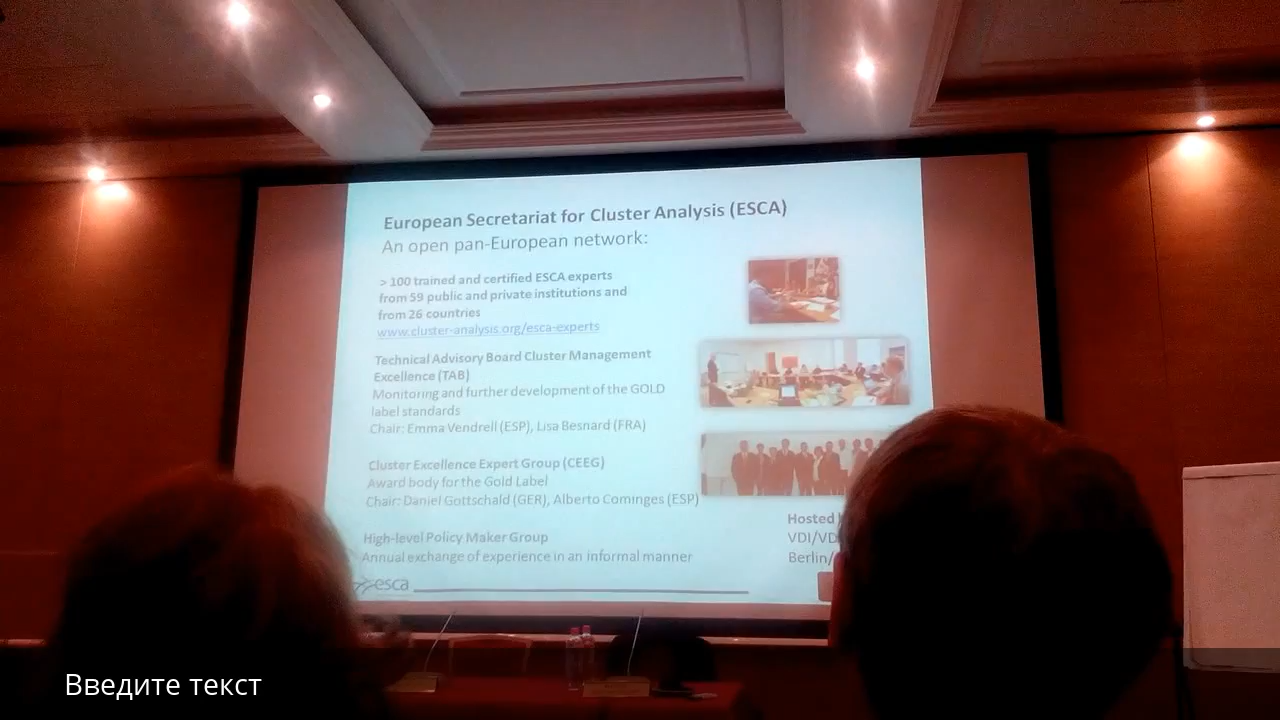 European Secretariat for Cluster Analysis (ESCA)
An open pan-European network:
> 100 trained and certified ESCA experts
from 59 public and private institutions and
from 26 countries
www.cluster-analysis.org/esca-experts
Technical Advisory Board Cluster Management
Excellence (TAB)
Monitoring and further development of the GOLD
label standards
Chair: Emma Vendrell (ESP), Lisa Besnard (FRA)
Cluster Excellence Expert Group (CEEG)
Award body for the Gold Label
Chair: Daniel Gottschald (GER), Alberto Cominges (ESP)
High-level Policy Maker Group
Annual exchange of experience in an informal manner
Hosted
VDI/VD
Berlin/
esca
Введите текст